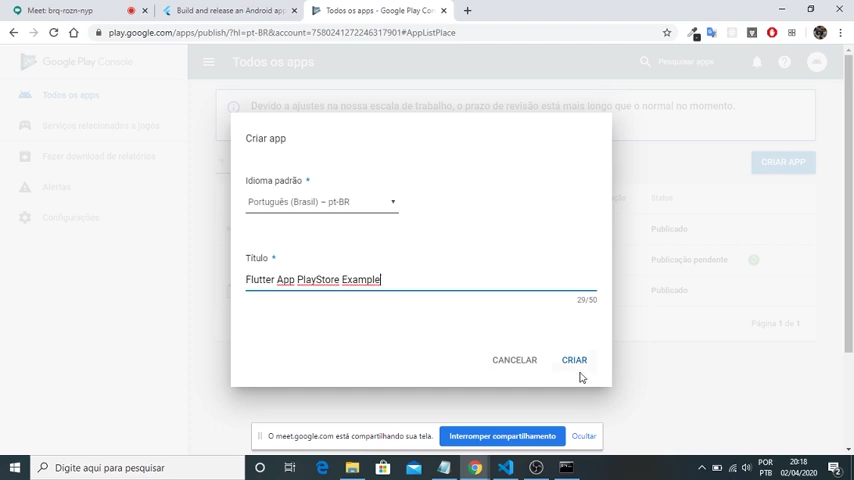 Meet: brq-rozn-nyp
Build and release an Android app
Todos os apps - Google Play Con
play.google.com/apps/publish/?hl=pt-BR&account=7580241272246317901#AppListPlace
Google Play Console
Todos os apps
Pesquisar apps
Todos os apps
Serviços relacionados a jogos
Fazer download de relatórios
Alertas
Configurações
Devido a ajustes na nossa escala de trabalho, o prazo de revisão está mais longo que o normal no momento.
CRIAR APP
Status
Publicado
Publicação pendente
Publicado
Página 1 de 1
Criar app
Idioma padrão *
Português (Brasil) – pt-BR
Título *
Flutter App PlayStore Example
29/50
CANCELAR
CRIAR
O meet.google.com está compartilhando sua tela.
Interromper compartilhamento
Ocultar
Digite aqui para pesquisar
POR
PTB
20:18
02/04/2020
2